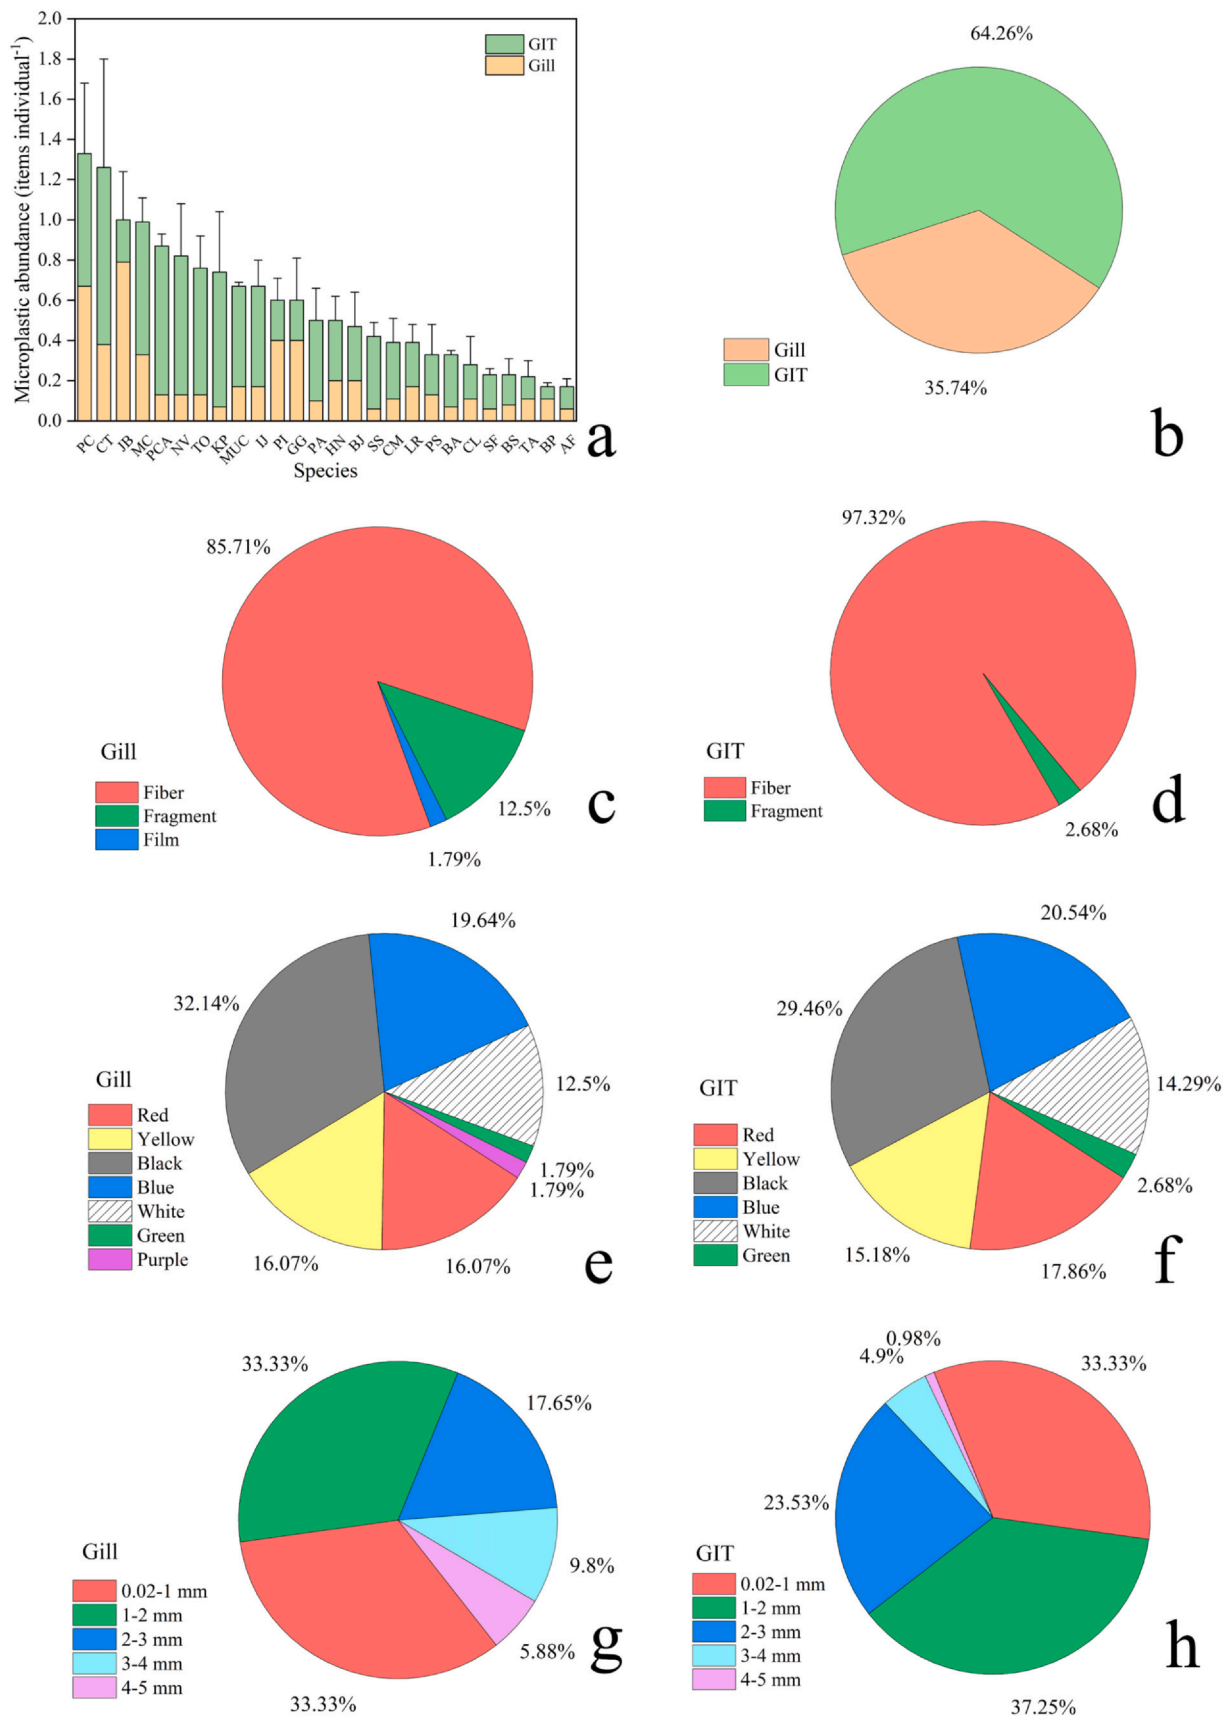 2.0
1.8
1.6
1.4
1.2
1.0
0.8
0.6
0.4
0.2
0.0
Microplastic abundance (items individual⁻¹)
GIT
Gill
PC CT JB MC PCA NV TO KP MUC IJ PI GG PA HN BJ SS CM LR PS BA CL SF BS TA BP AF
Species
a
64.26%
35.74%
Gill
GIT
b
85.71%
12.5%
1.79%
Gill
Fiber
Fragment
Film
c
97.32%
2.68%
GIT
Fiber
Fragment
d
19.64%
32.14%
12.5%
1.79%
1.79%
16.07%
16.07%
Gill
Red
Yellow
Black
Blue
White
Green
Purple
e
20.54%
29.46%
14.29%
2.68%
15.18%
17.86%
GIT
Red
Yellow
Black
Blue
White
Green
f
33.33%
17.65%
9.8%
5.88%
33.33%
Gill
0.02-1 mm
1-2 mm
2-3 mm
3-4 mm
4-5 mm
g
0.98%
4.9%
33.33%
23.53%
37.25%
GIT
0.02-1 mm
1-2 mm
2-3 mm
3-4 mm
4-5 mm
h